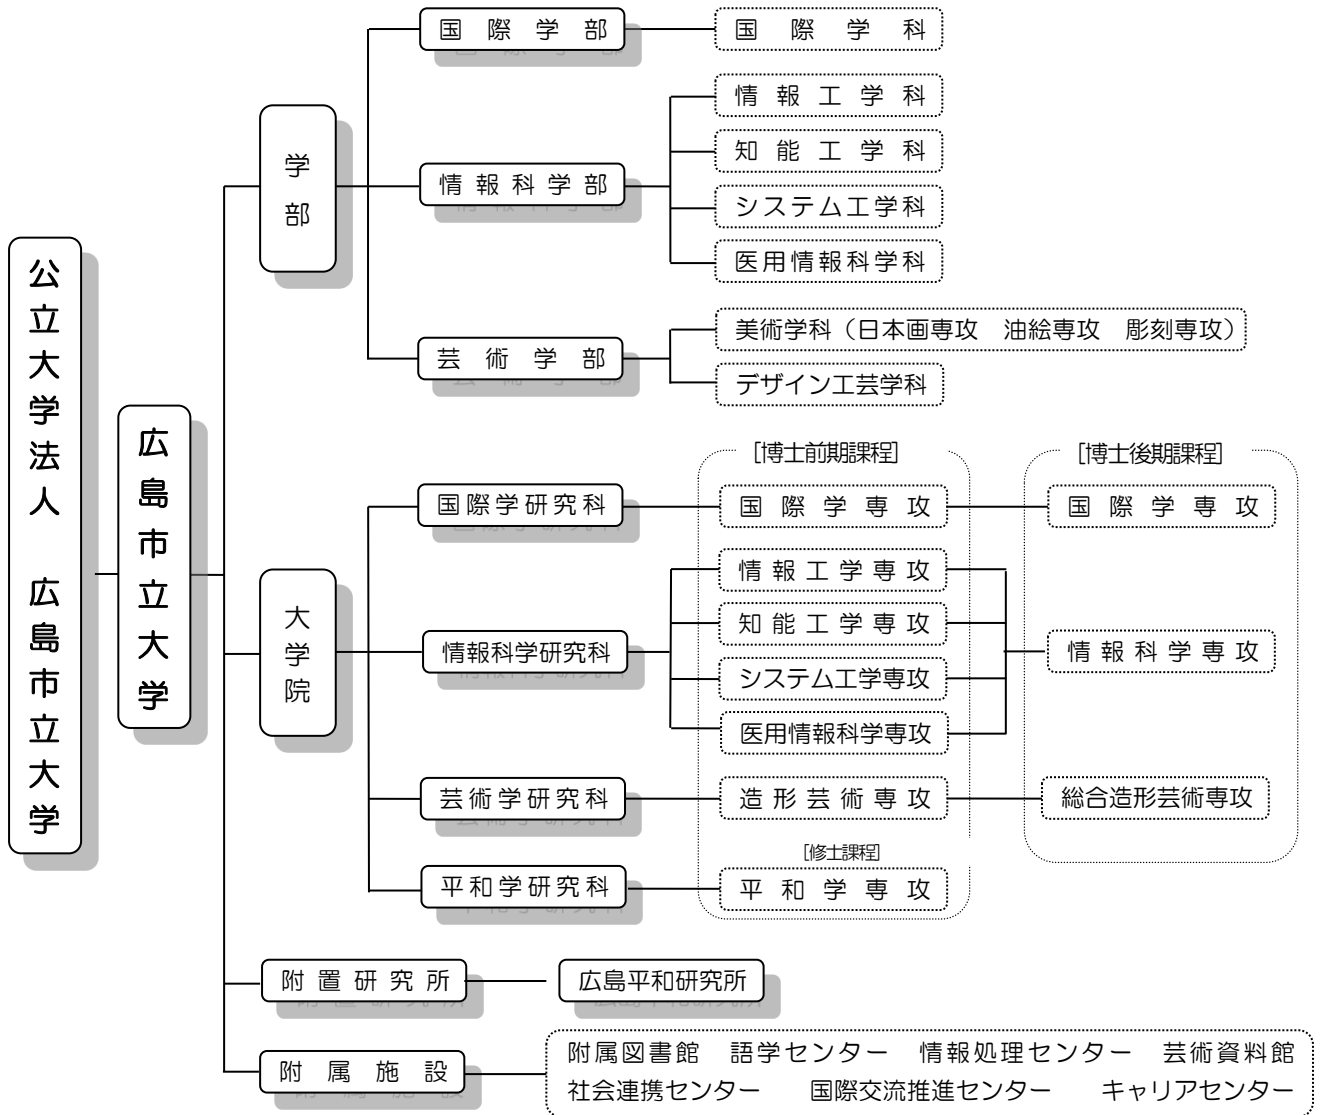 公立大学法人　広島市立大学
広島市立大学
学部
国際学部
国際学科
情報科学部
情報工学科
知能工学科
システム工学科
医用情報科学科
芸術学部
美術学科（日本画専攻　油絵専攻　彫刻専攻）
デザイン工芸学科
大学院
[博士前期課程]
[博士後期課程]
国際学研究科
国際学専攻
国際学専攻
情報科学研究科
情報工学専攻
知能工学専攻
システム工学専攻
医用情報科学専攻
情報科学専攻
芸術学研究科
造形芸術専攻
総合造形芸術専攻
[修士課程]
平和学研究科
平和学専攻
附置研究所
広島平和研究所
附属施設
附属図書館　語学センター　情報処理センター　芸術資料館
社会連携センター　国際交流推進センター　キャリアセンター